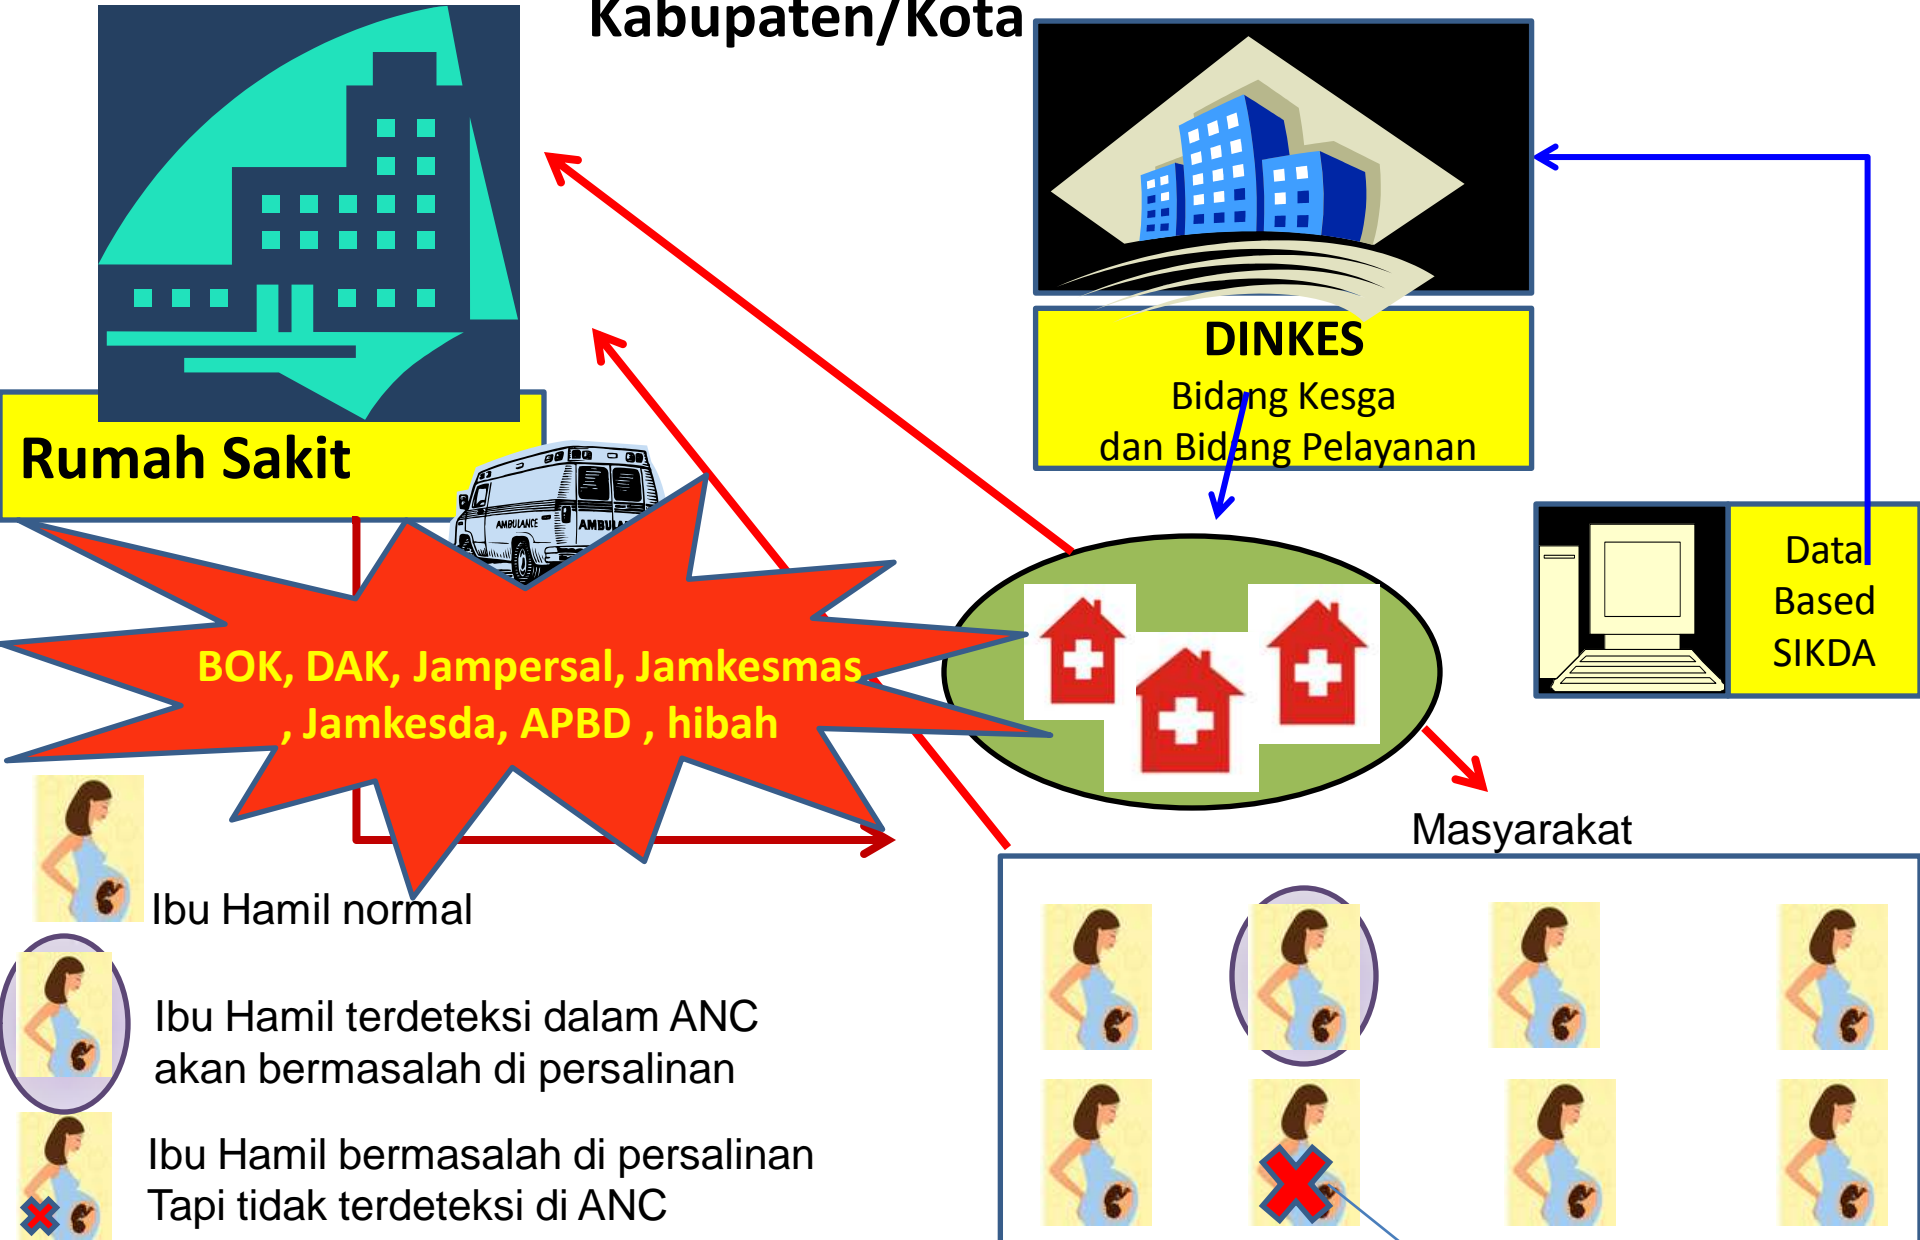 Kabupaten/Kota
DINKES
Bidang Kesga
dan Bidang Pelayanan
Rumah Sakit
AMBULANCE
Data
Based
SIKDA
BOK, DAK, Jampersal, Jamkesmas
, Jamkesda, APBD , hibah
Masyarakat
Ibu Hamil normal
Ibu Hamil terdeteksi dalam ANC
akan bermasalah di persalinan
Ibu Hamil bermasalah di persalinan
Tapi tidak terdeteksi di ANC